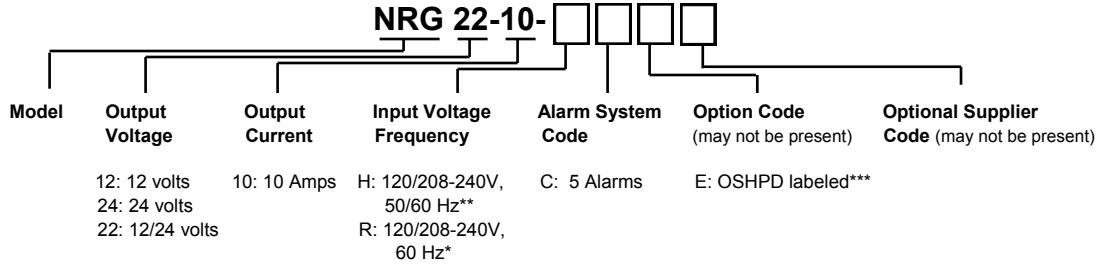 NRG 22-10-
Model
Output
Voltage
Output
Current
Input Voltage
Frequency
Alarm System
Code
Option Code
(may not be present)
Optional Supplier
Code (may not be present)
12: 12 volts
24: 24 volts
22: 12/24 volts
10: 10 Amps
H: 120/208-240V,
50/60 Hz**
R: 120/208-240V,
60 Hz*
C: 5 Alarms
E: OSHPD labeled***